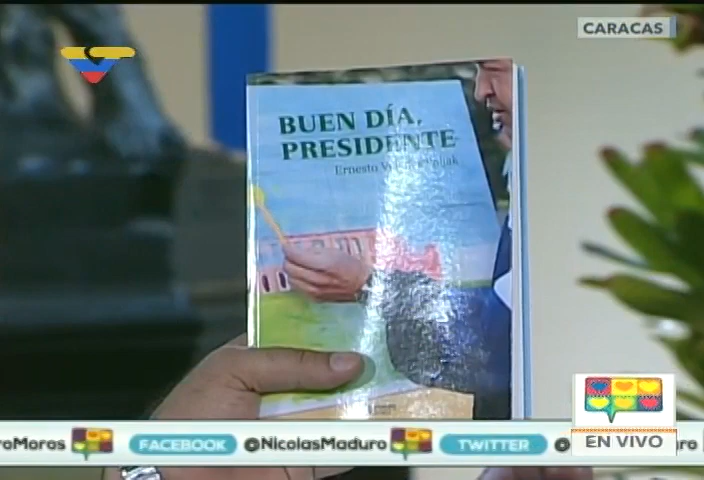 CARACAS
BUEN DÍA,
PRESIDENTE
Ernesto
roMoros FACEBOOK @NicolasMaduro TWITTER @
EN VIVO